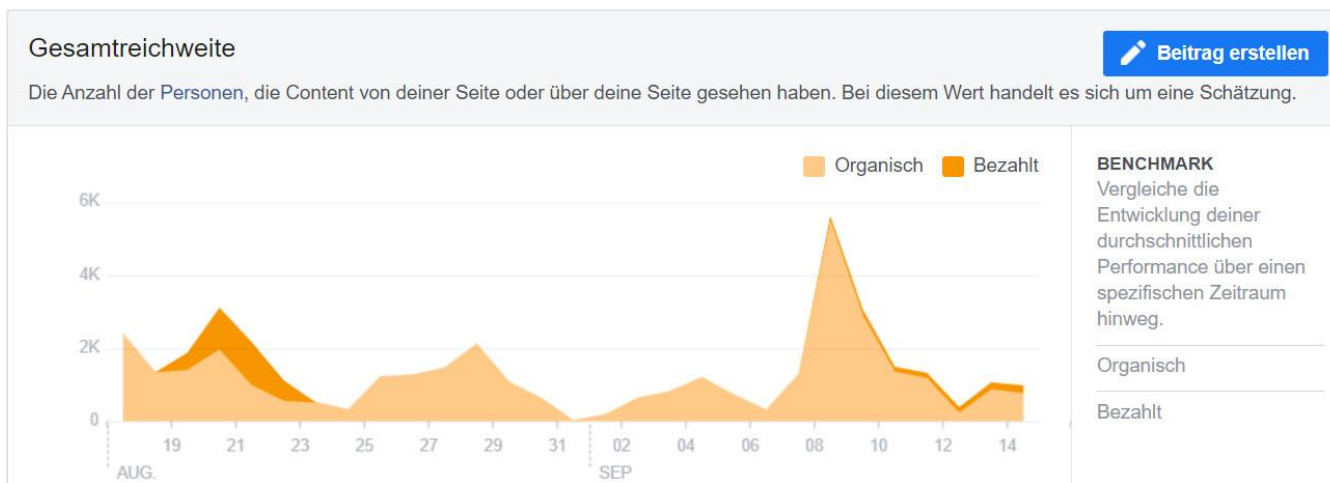 Gesamtreichweite
Beitrag erstellen
Die Anzahl der Personen, die Content von deiner Seite oder über deine Seite gesehen haben. Bei diesem Wert handelt es sich um eine Schätzung.
Organisch Bezahlt
6K
4K
2K
0
19 21 23 25 27 29 31 02 04 06 08 10 12 14
AUG. SEP
BENCHMARK
Vergleiche die
Entwicklung deiner
durchschnittlichen
Performance über einen
spezifischen Zeitraum
hinweg.
Organisch
Bezahlt